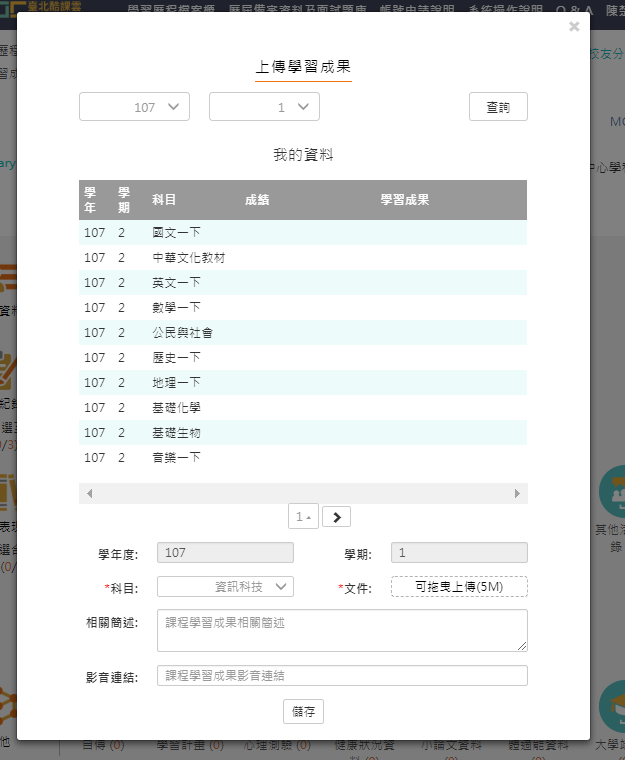 臺北酷課雲
學習歷程檔案櫃 歷屆備審資料及面試題庫 帳號申請說明 系統操作說明 Q & A
×
上傳學習成果
107 1 查詢
我的資料
學年 學期 科目 成績 學習成果
107 2 國文一下
107 2 中華文化教材
107 2 英文一下
107 2 數學一下
107 2 公民與社會
107 2 歷史一下
107 2 地理一下
107 2 基礎化學
107 2 基礎生物
107 2 音樂一下
1
學年度: 107 學期: 1
*科目: 資訊科技 *文件: 可拖曳上傳(5M)
相關簡述: 課程學習成果相關簡述
影音連結: 課程學習成果影音連結
儲存
自傳 (0) 學習計畫 (0) 心理測驗 (0) 健康狀況資料 (0) 小論文資料 (0) 體適能資料